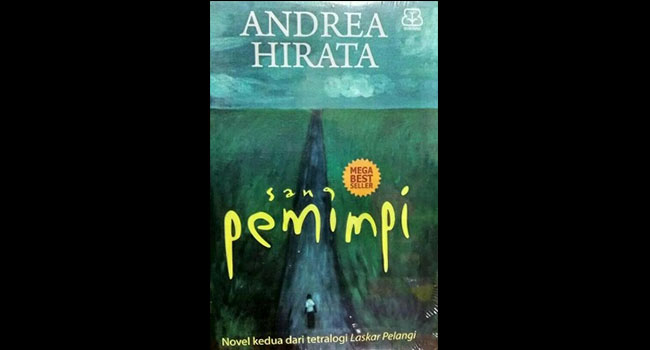 ANDREA
HIRATA
MEGA
BEST
SELLER
sang
pemimpi
Novel kedua dari tetralogi Laskar Pelangi